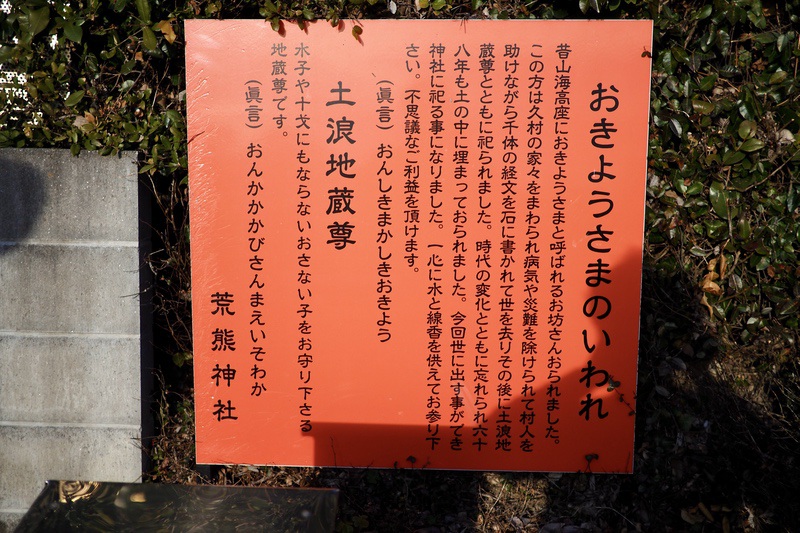 おきようさまのいわれ
昔山海高座におきようさまと呼ばれるお坊さんおられました。
この方は久村の家々をまわられ病気や災難を除けられて村人を
助けながら千体の経文を石に書かれて世を去りその後に土浪地
蔵尊とともに祀られました。時代の変化とともに忘れられ六十
八年も土の中に埋まっておられました。今回世に出す事ができ
神社に祀る事になりました。一心に水と線香を供えてお参り下
さい。不思議なご利益を頂けます。
(眞言) おんしきまかしきおきよう
土浪地蔵尊
水子や十才にもならないおさない子をお守り下さる
地蔵尊です。
(眞言) おんかかかびさんまえいそわか
荒熊神社